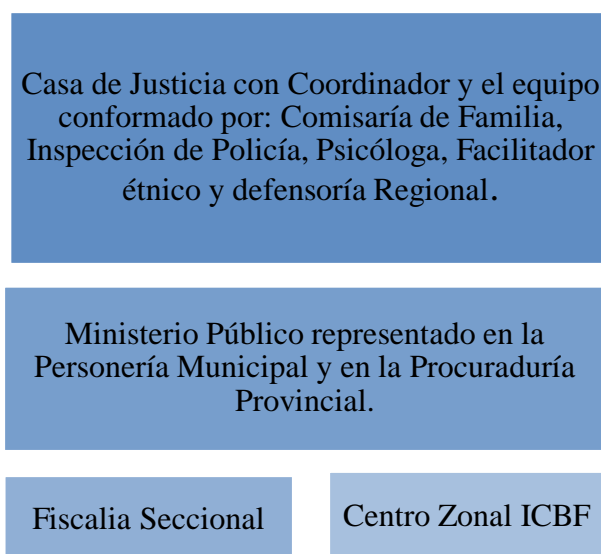 Casa de Justicia con Coordinador y el equipo
conformado por: Comisaría de Familia,
Inspección de Policía, Psicóloga, Facilitador
étnico y defensoría Regional.
Ministerio Público representado en la
Personería Municipal y en la Procuraduría
Provincial.
Fiscalia Seccional
Centro Zonal ICBF